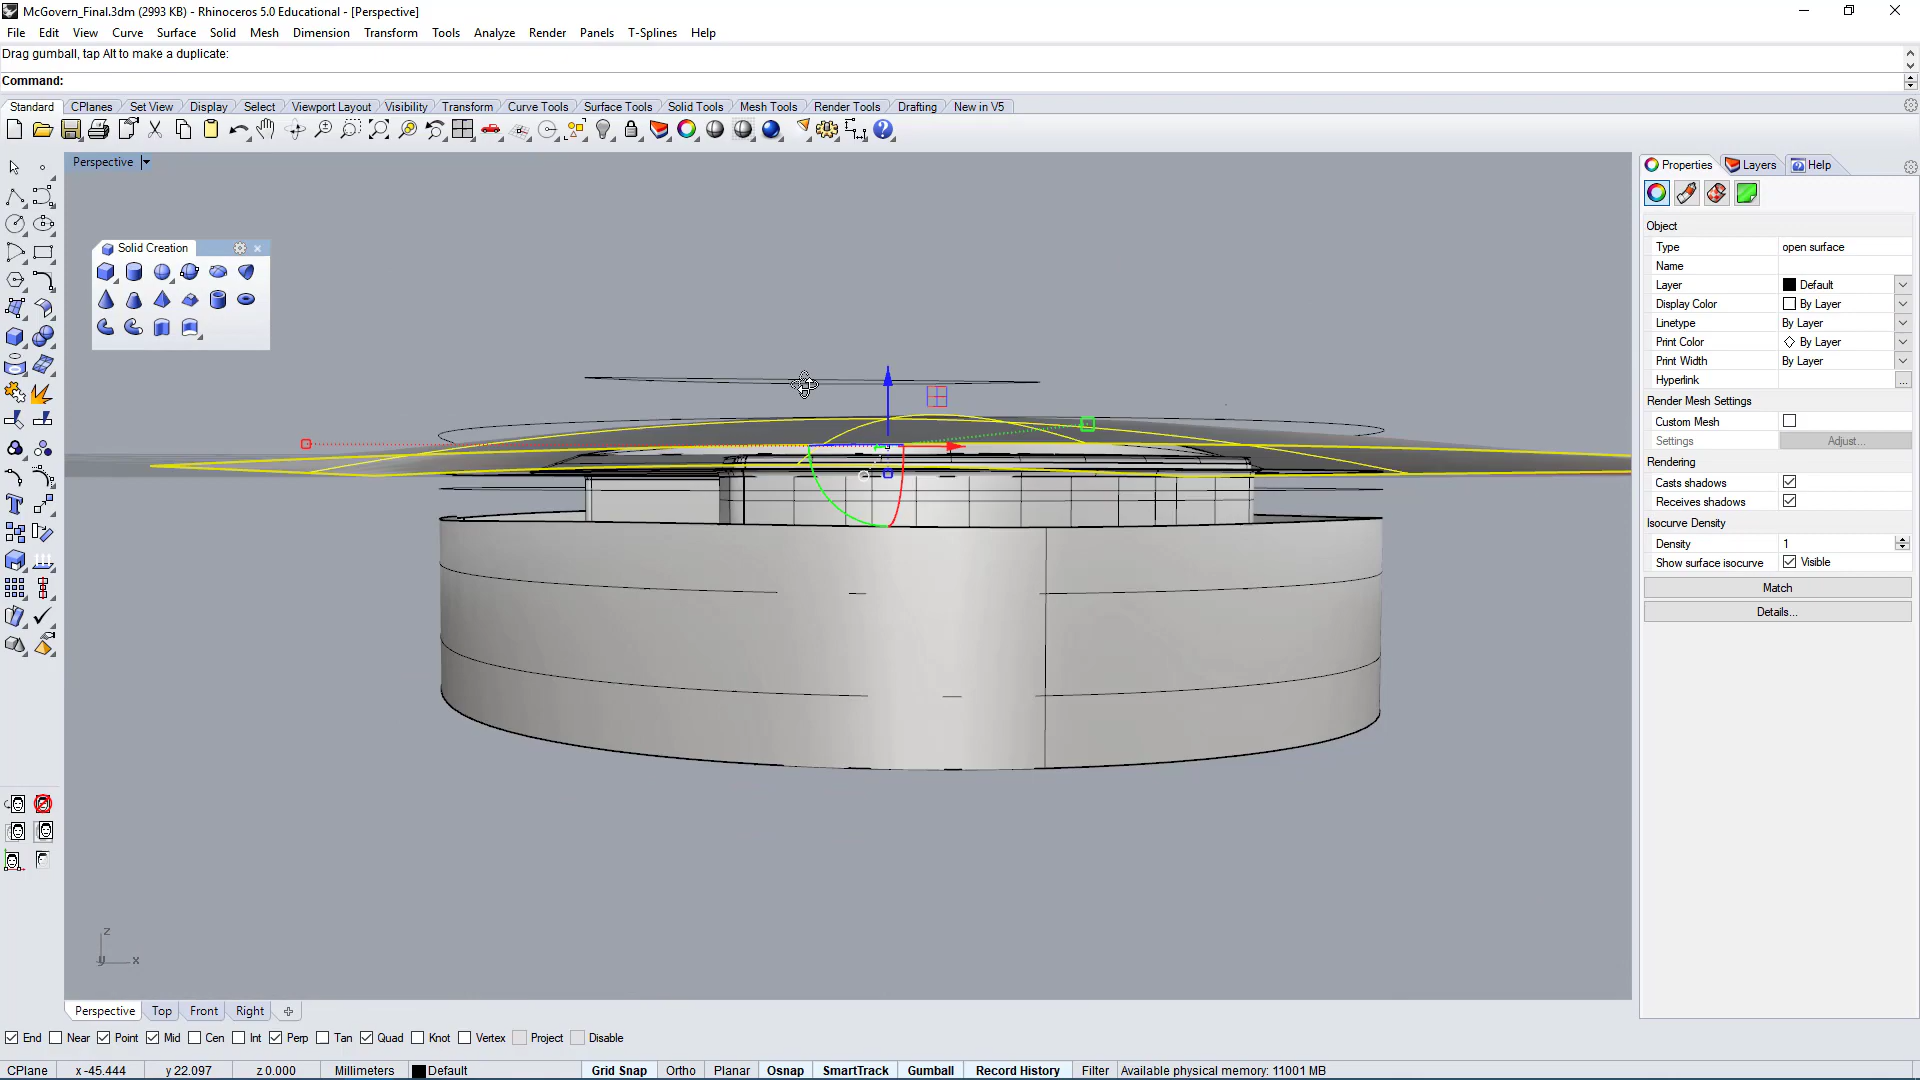 McGovern_Final.3dm (2993 KB) - Rhinoceros 5.0 Educational - [Perspective]
File Edit View Curve Surface Solid Mesh Dimension Transform Tools Analyze Render Panels T-Splines Help
Drag gumball, tap Alt to make a duplicate:
Command:
Standard CPlanes Set View Display Select Viewport Layout Visibility Transform Curve Tools Surface Tools Solid Tools Mesh Tools Render Tools Drafting New in V5
Perspective
Solid Creation
Properties Layers Help
Object
Type open surface
Name
Layer Default
Display Color By Layer
Linetype By Layer
Print Color By Layer
Print Width By Layer
Hyperlink ...
Render Mesh Settings
Custom Mesh
Settings Adjust...
Rendering
Casts shadows
Receives shadows
Isocurve Density
Density 1
Show surface isocurve Visible
Match
Details...
z
y x
Perspective Top Front Right
End Near Point Mid Cen Int Perp Tan Quad Knot Vertex Project Disable
CPlane x -45.444 y 22.097 z 0.000 Millimeters Default Grid Snap Ortho Planar Osnap SmartTrack Gumball Record History Filter Available physical memory: 11001 MB